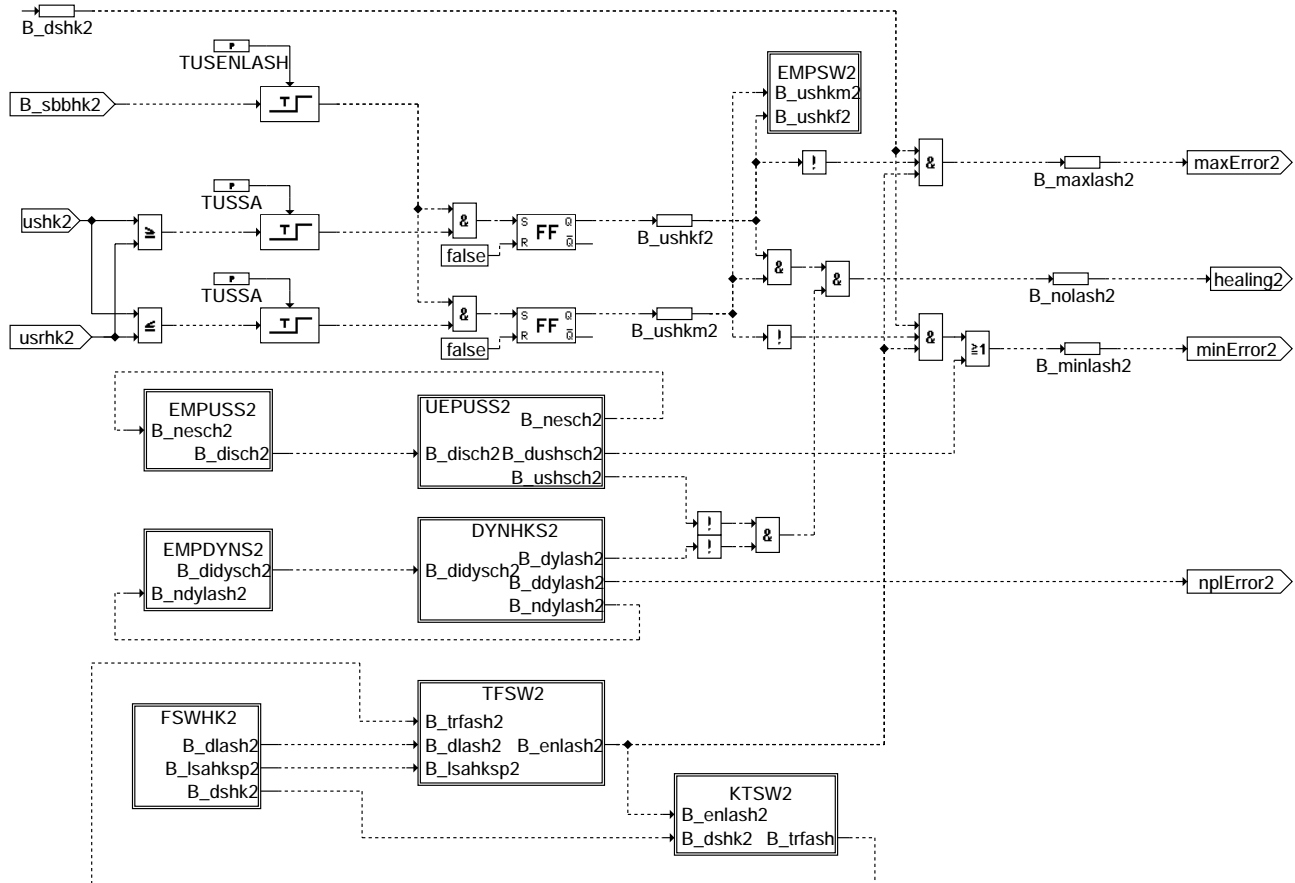 B_dshk2
P
TUSENLASH
B_sbbhk2
T
EMPSW2
B_ushkm2
B_ushkf2
!
&
B_maxlash2
maxError2
P
TUSSA
ushk2
≥
T
&
S Q
FF
R Q̅
false
B_ushkf2
&
&
B_nolash2
healing2
P
TUSSA
usrhk2
≤
T
&
S Q
FF
R Q̅
false
B_ushkm2
!
&
≥1
B_minlash2
minError2
EMPUSS2
B_nesch2
B_disch2
UEPUSS2
B_nesch2
B_disch2 B_dushsch2
B_ushsch2
!
!
&
EMPDYNS2
B_didysch2
B_ndylash2
DYNHKS2
B_dylash2
B_didysch2
B_ddylash2
B_ndylash2
nplError2
FSWHK2
B_dlash2
B_lsahksp2
B_dshk2
TFSW2
B_trfash2
B_dlash2 B_enlash2
B_lsahksp2
KTSW2
B_enlash2
B_dshk2 B_trfash